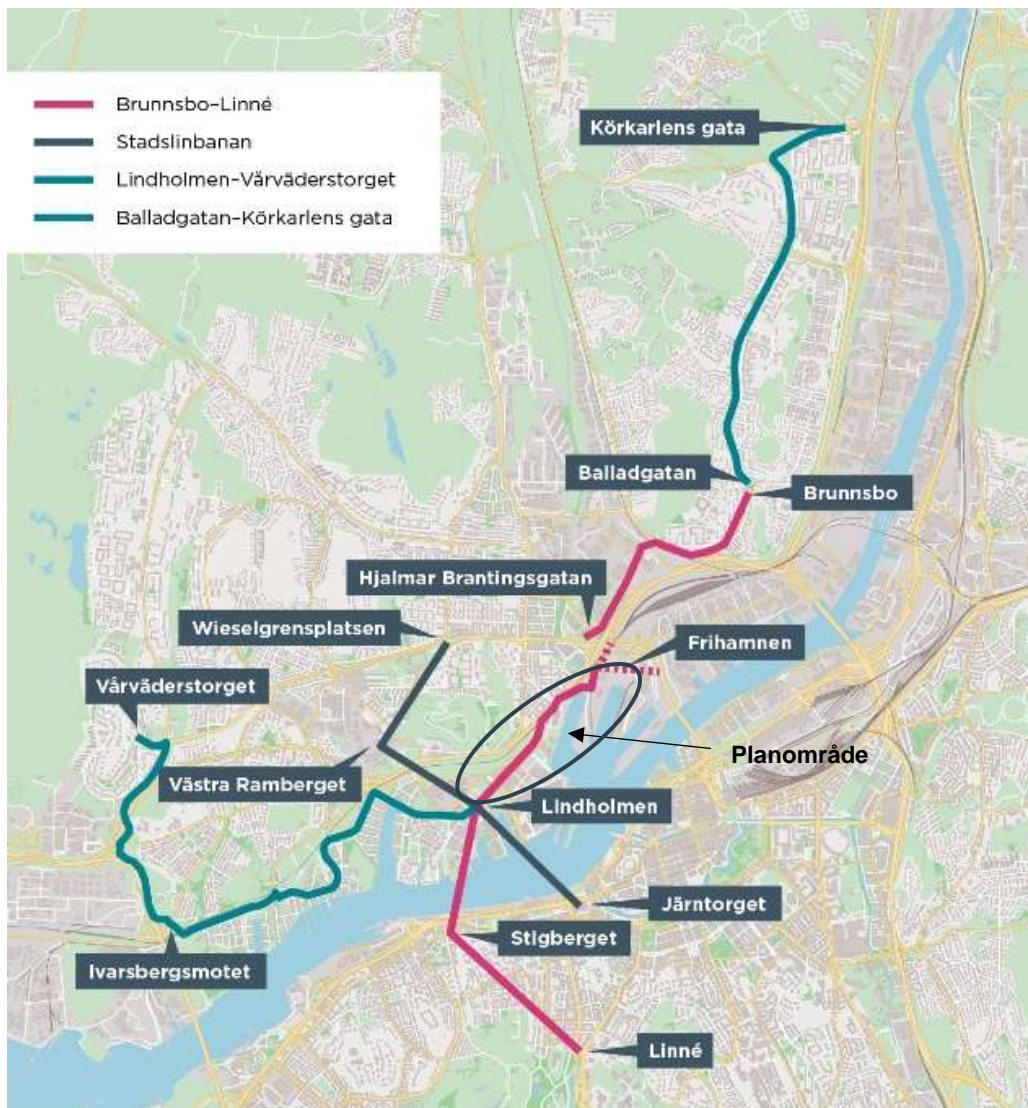 Brunnsbo–Linné
Stadslinbanan
Lindholmen–Vårväderstorget
Balladgatan–Körkarlens gata
Körkarlens gata
Balladgatan
Brunnsbo
Hjalmar Brantingsgatan
Wieselgrensplatsen
Frihamnen
Vårväderstorget
Planområde
Västra Ramberget
Lindholmen
Järntorget
Stigberget
Ivarsbergsmotet
Linné